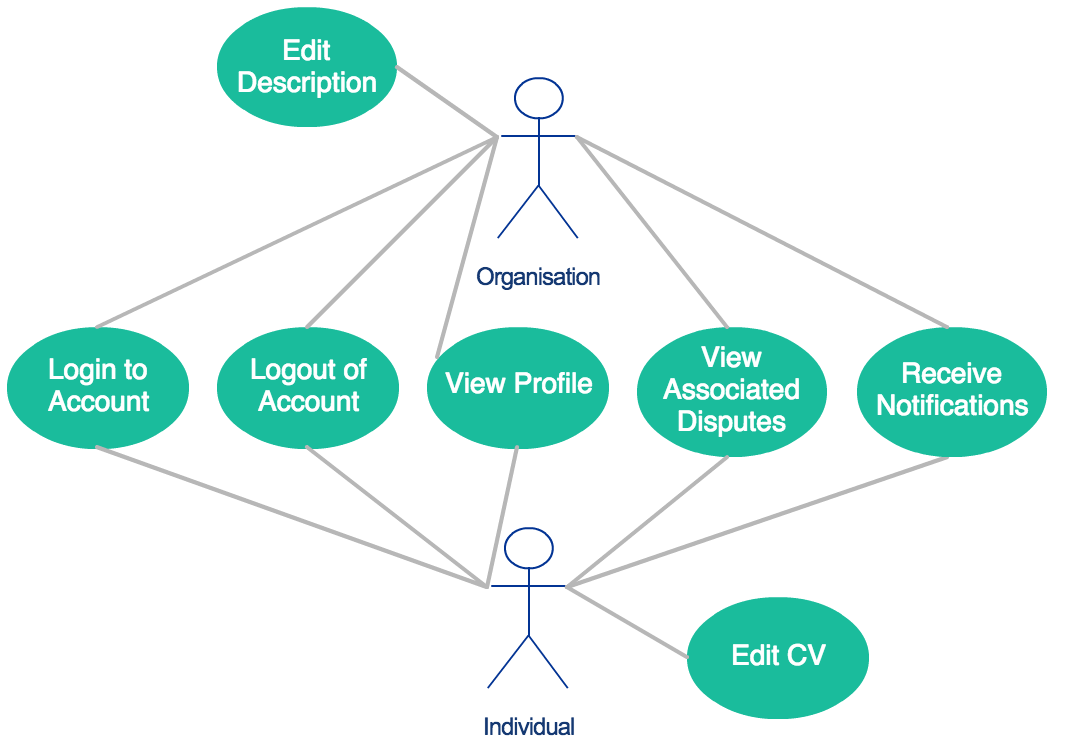 Edit
Description
Organisation
Login to
Account
Logout of
Account
View Profile
View
Associated
Disputes
Receive
Notifications
Edit CV
Individual